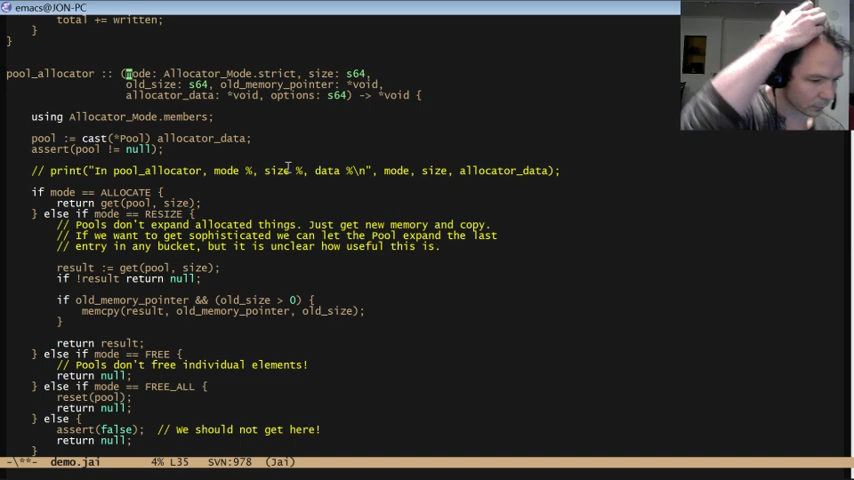 emacs@JON-PC
total += written;
}
}
pool_allocator :: (mode: Allocator_Mode.strict, size: s64,
old_size: s64, old_memory_pointer: *void,
allocator_data: *void, options: s64) -> *void {
using Allocator_Mode.members;
pool := cast(*Pool) allocator_data;
assert(pool != null);
// print("In pool_allocator, mode %, size %, data %\n", mode, size, allocator_data);
if mode == ALLOCATE {
return get(pool, size);
} else if mode == RESIZE {
// Pools don't expand allocated things. Just get new memory and copy.
// If we want to get sophisticated we can let the Pool expand the last
// entry in any bucket, but it is unclear how useful this is.
result := get(pool, size);
if !result return null;
if old_memory_pointer && (old_size > 0) {
memcpy(result, old_memory_pointer, old_size);
}
return result;
} else if mode == FREE {
// Pools don't free individual elements!
return null;
} else if mode == FREE_ALL {
reset(pool);
return null;
} else {
assert(false);  // We should not get here!
return null;
}
-\**-  demo.jai  4% L35  SVN:978  (Jai)